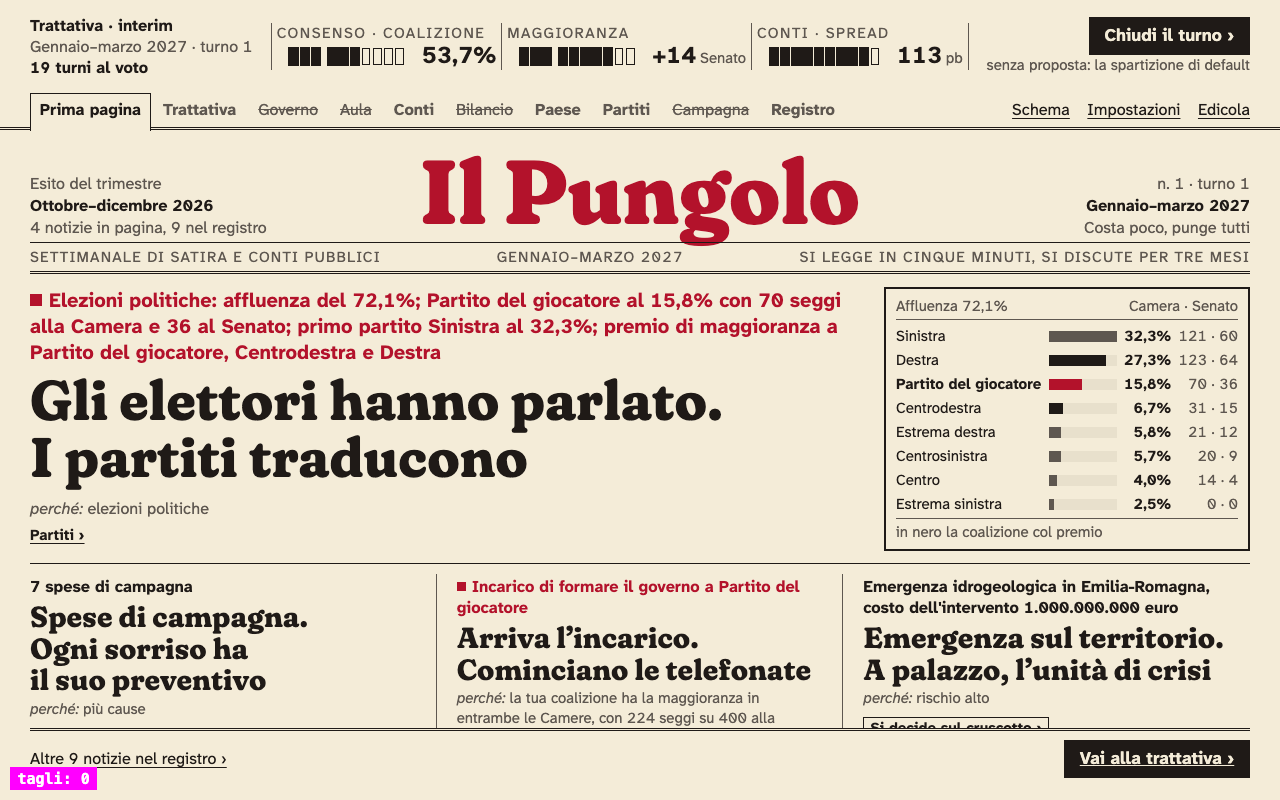 Trattativa · interim
Gennaio–marzo 2027 · turno 1
19 turni al voto
CONSENSO · COALIZIONE
53,7%
MAGGIORANZA
+14 Senato
CONTI · SPREAD
113 pb
Chiudi il turno ›
senza proposta: la spartizione di default
Prima pagina Trattativa Governo Aula Conti Bilancio Paese Partiti Campagna Registro Schema Impostazioni Edicola
Esito del trimestre
Ottobre–dicembre 2026
4 notizie in pagina, 9 nel registro
Il Pungolo
n. 1 · turno 1
Gennaio–marzo 2027
Costa poco, punge tutti
SETTIMANALE DI SATIRA E CONTI PUBBLICI GENNAIO–MARZO 2027 SI LEGGE IN CINQUE MINUTI, SI DISCUTE PER TRE MESI
Elezioni politiche: affluenza del 72,1%; Partito del giocatore al 15,8% con 70 seggi
alla Camera e 36 al Senato; primo partito Sinistra al 32,3%; premio di maggioranza a
Partito del giocatore, Centrodestra e Destra
Gli elettori hanno parlato.
I partiti traducono
perché: elezioni politiche
Partiti ›
Affluenza 72,1% Camera · Senato
Sinistra 32,3% 121 · 60
Destra 27,3% 123 · 64
Partito del giocatore 15,8% 70 · 36
Centrodestra 6,7% 31 · 15
Estrema destra 5,8% 21 · 12
Centrosinistra 5,7% 20 · 9
Centro 4,0% 14 · 4
Estrema sinistra 2,5% 0 · 0
in nero la coalizione col premio
7 spese di campagna
Spese di campagna.
Ogni sorriso ha
il suo preventivo
perché: più cause
Incarico di formare il governo a Partito del
giocatore
Arriva l’incarico.
Cominciano le telefonate
perché: la tua coalizione ha la maggioranza in
entrambe le Camere, con 224 seggi su 400 alla
Emergenza idrogeologica in Emilia-Romagna,
costo dell'intervento 1.000.000.000 euro
Emergenza sul territorio.
A palazzo, l’unità di crisi
perché: rischio alto
Si decide sul cruscotto ›
Altre 9 notizie nel registro ›
Vai alla trattativa ›
tagli: 0